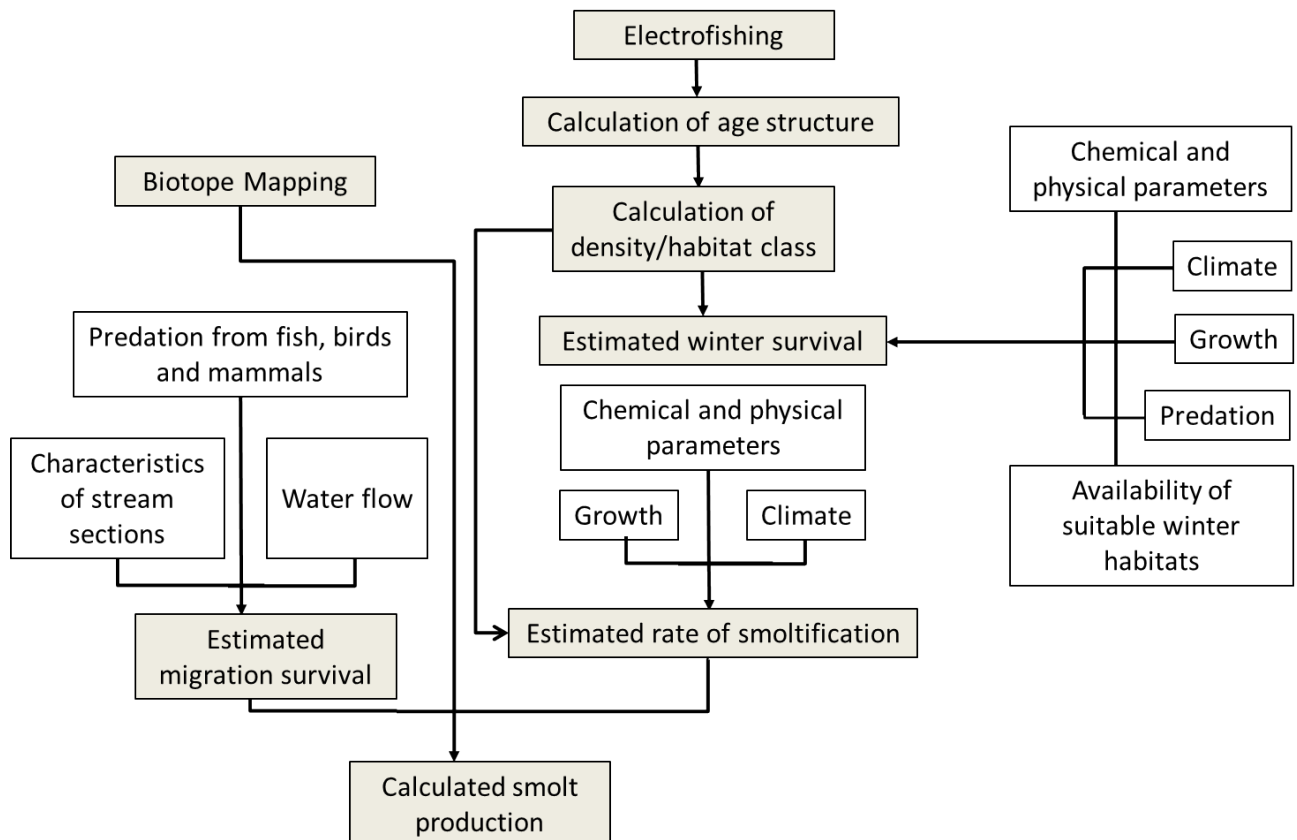 Electrofishing
Calculation of age structure
Biotope Mapping
Calculation of
density/habitat class
Chemical and
physical parameters
Climate
Predation from fish, birds
and mammals
Estimated winter survival
Growth
Chemical and physical
parameters
Predation
Characteristics
of stream
sections
Water flow
Growth
Climate
Availability of
suitable winter
habitats
Estimated
migration survival
Estimated rate of smoltification
Calculated smolt
production